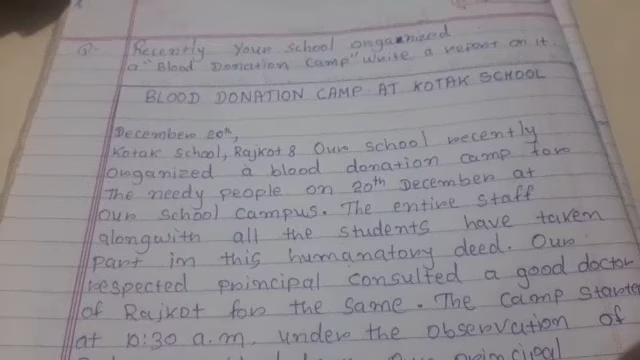 Q. Recently Your school onganized
a "Blood Donation Camp" Write a report on it.
BLOOD DONATION CAMP AT KOTAK SCHOOL
December 20th,
Kotak School, Rajkot : Our school recently
onganized a blood donation camp for
The needy people on 20th December at
Our School Campus. The entire staff
alongwith all the students have taken
part in this humanatory deed. Our
respected principal consulted a good doctor
of Rajkot for the same. The camp started
at 10:30 a.m. under the observation of
principal